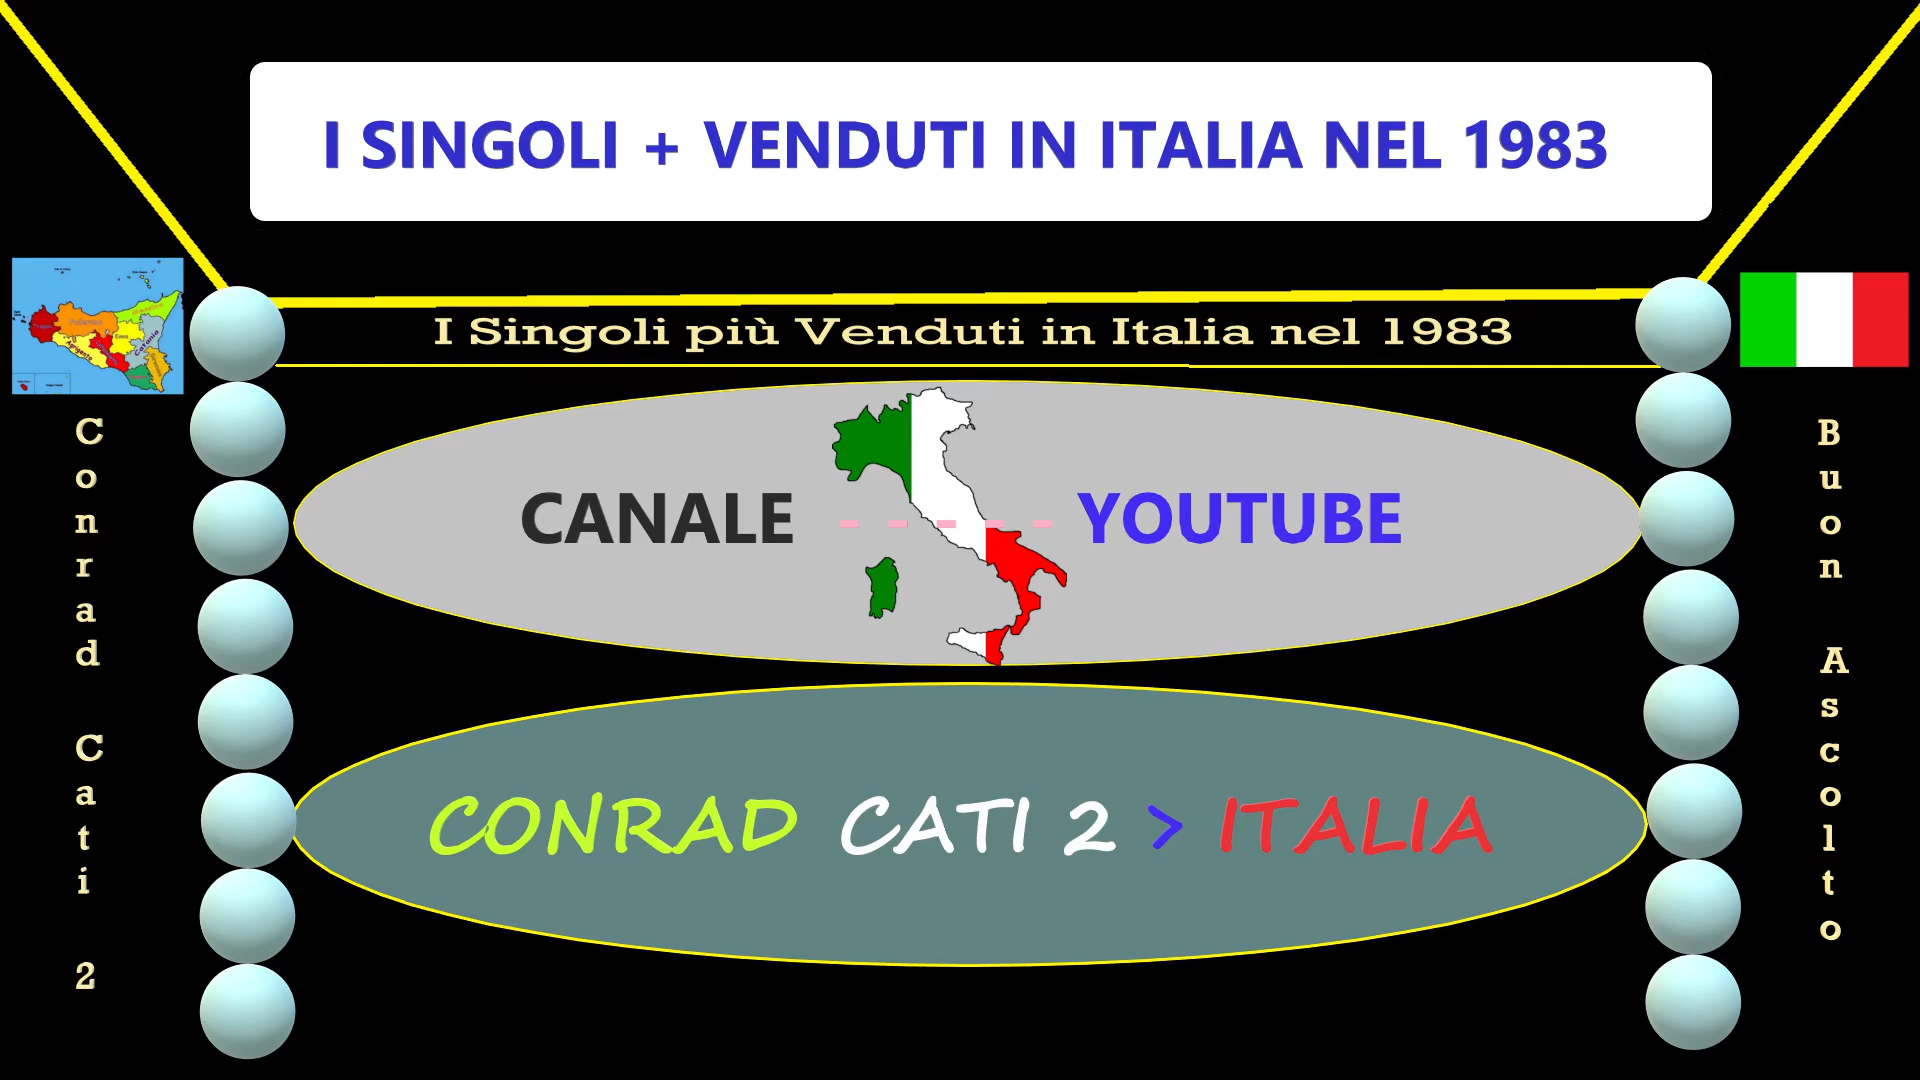 I SINGOLI + VENDUTI IN ITALIA NEL 1983
I Singoli più Venduti in Italia nel 1983
CANALE
YOUTUBE
CONRAD CATI 2 > ITALIA
Conrad Cati 2
Buon Ascolto